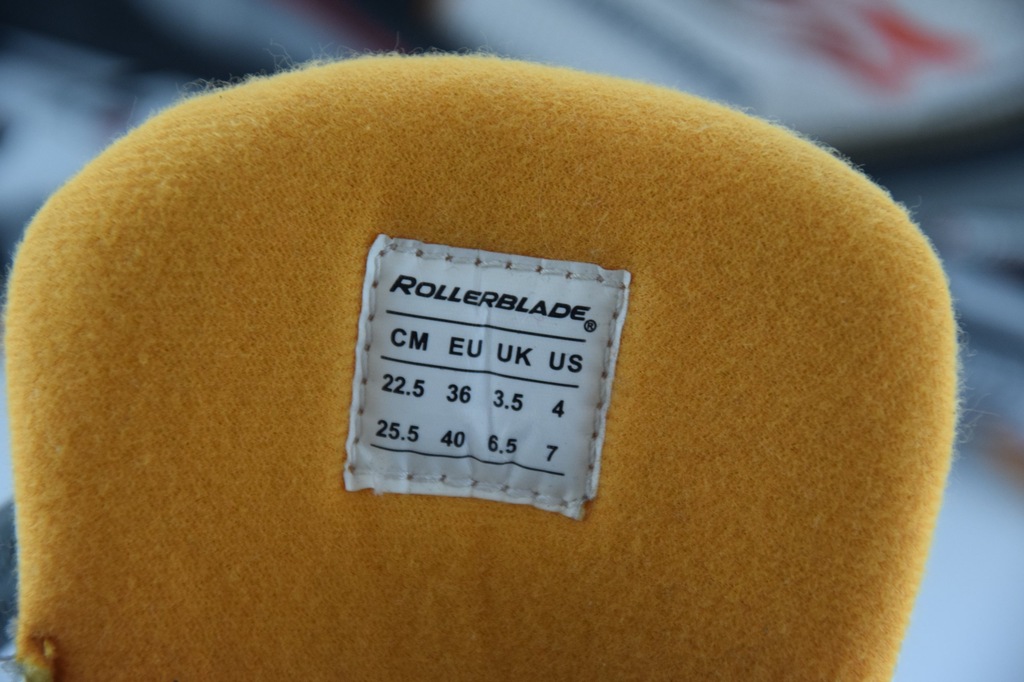 ROLLERBLADE®
CM EU UK US
22.5 36 3.5 4
25.5 40 6.5 7